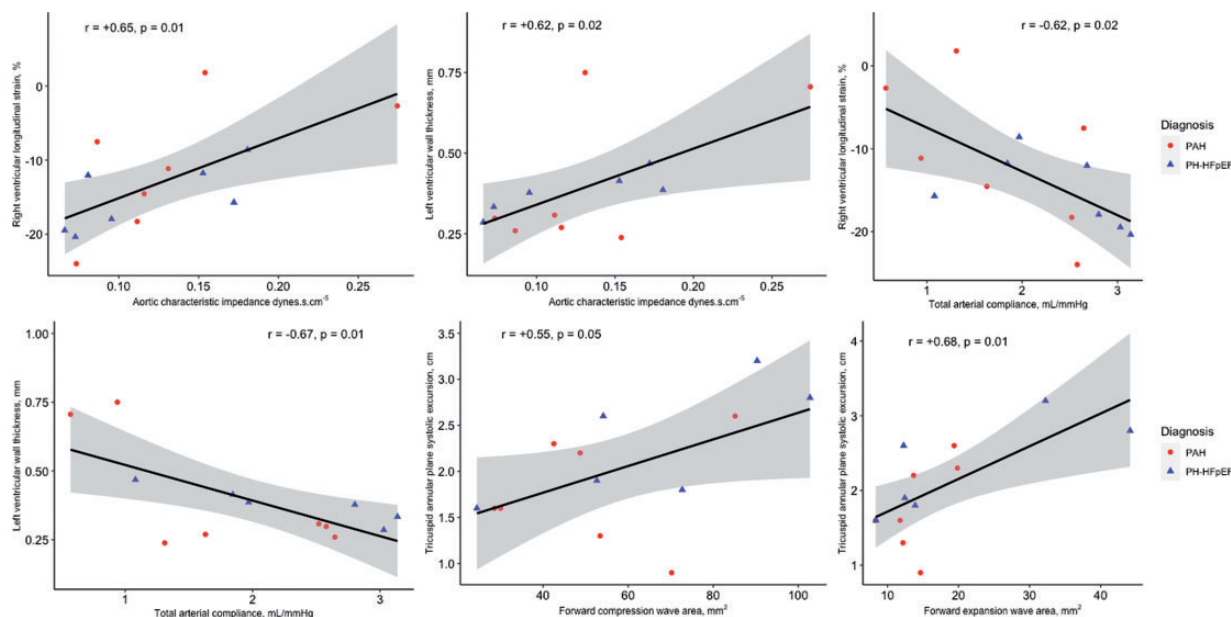 r = +0.65, p = 0.01
Right ventricular longitudinal strain, %
0
-10
-20
0.10
0.15
0.20
0.25
Aortic characteristic impedance dynes.s.cm-5
r = +0.62, p = 0.02
Left ventricular wall thickness, mm
0.75
0.50
0.25
0.10
0.15
0.20
0.25
Aortic characteristic impedance dynes.s.cm-5
r = -0.62, p = 0.02
Right ventricular longitudinal strain, %
0
-10
-20
1
2
3
Total arterial compliance, mL/mmHg
Diagnosis
PAH
PH-HFpEF
r = -0.67, p = 0.01
Left ventricular wall thickness, mm
1.00
0.75
0.50
0.25
1
2
3
Total arterial compliance, mL/mmHg
r = +0.55, p = 0.05
Tricuspid annular plane systolic excursion, cm
3.5
3.0
2.5
2.0
1.5
1.0
40
60
80
100
Forward compression wave area, mm2
r = +0.68, p = 0.01
Tricuspid annular plane systolic excursion, cm
4
3
2
1
10
20
30
40
Forward expansion wave area, mm2
Diagnosis
PAH
PH-HFpEF